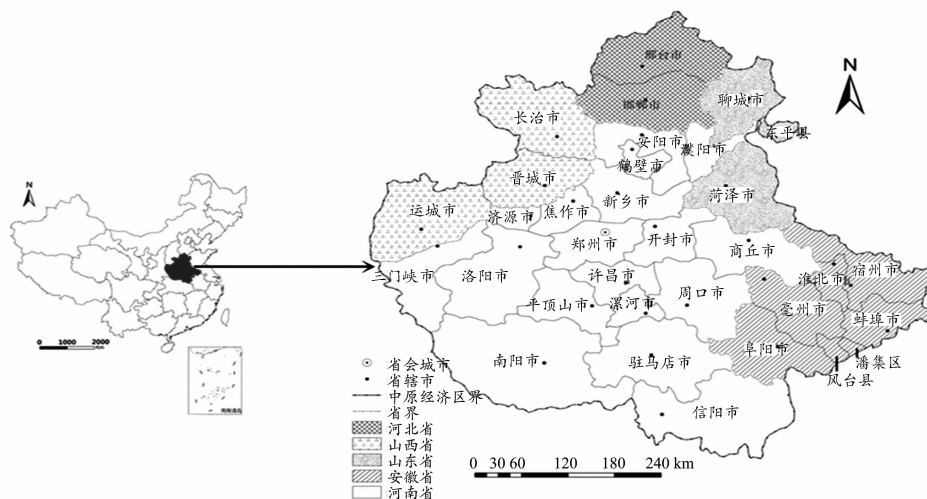 N
0
1000
2000
km
N
邢台市
邯郸市
聊城市
东平县
长治市
安阳市
濮阳市
鹤壁市
晋城市
菏泽市
运城市
济源市
焦作市
新乡市
郑州市
开封市
商丘市
三门峡市
洛阳市
许昌市
淮北市
宿州市
平顶山市
漯河市
周口市
亳州市
蚌埠市
南阳市
驻马店市
阜阳市
潘集区
风台县
信阳市
省会城市
省辖市
中原经济区界
省界
河北省
山西省
山东省
安徽省
河南省
0 30 60 120 180 240 km